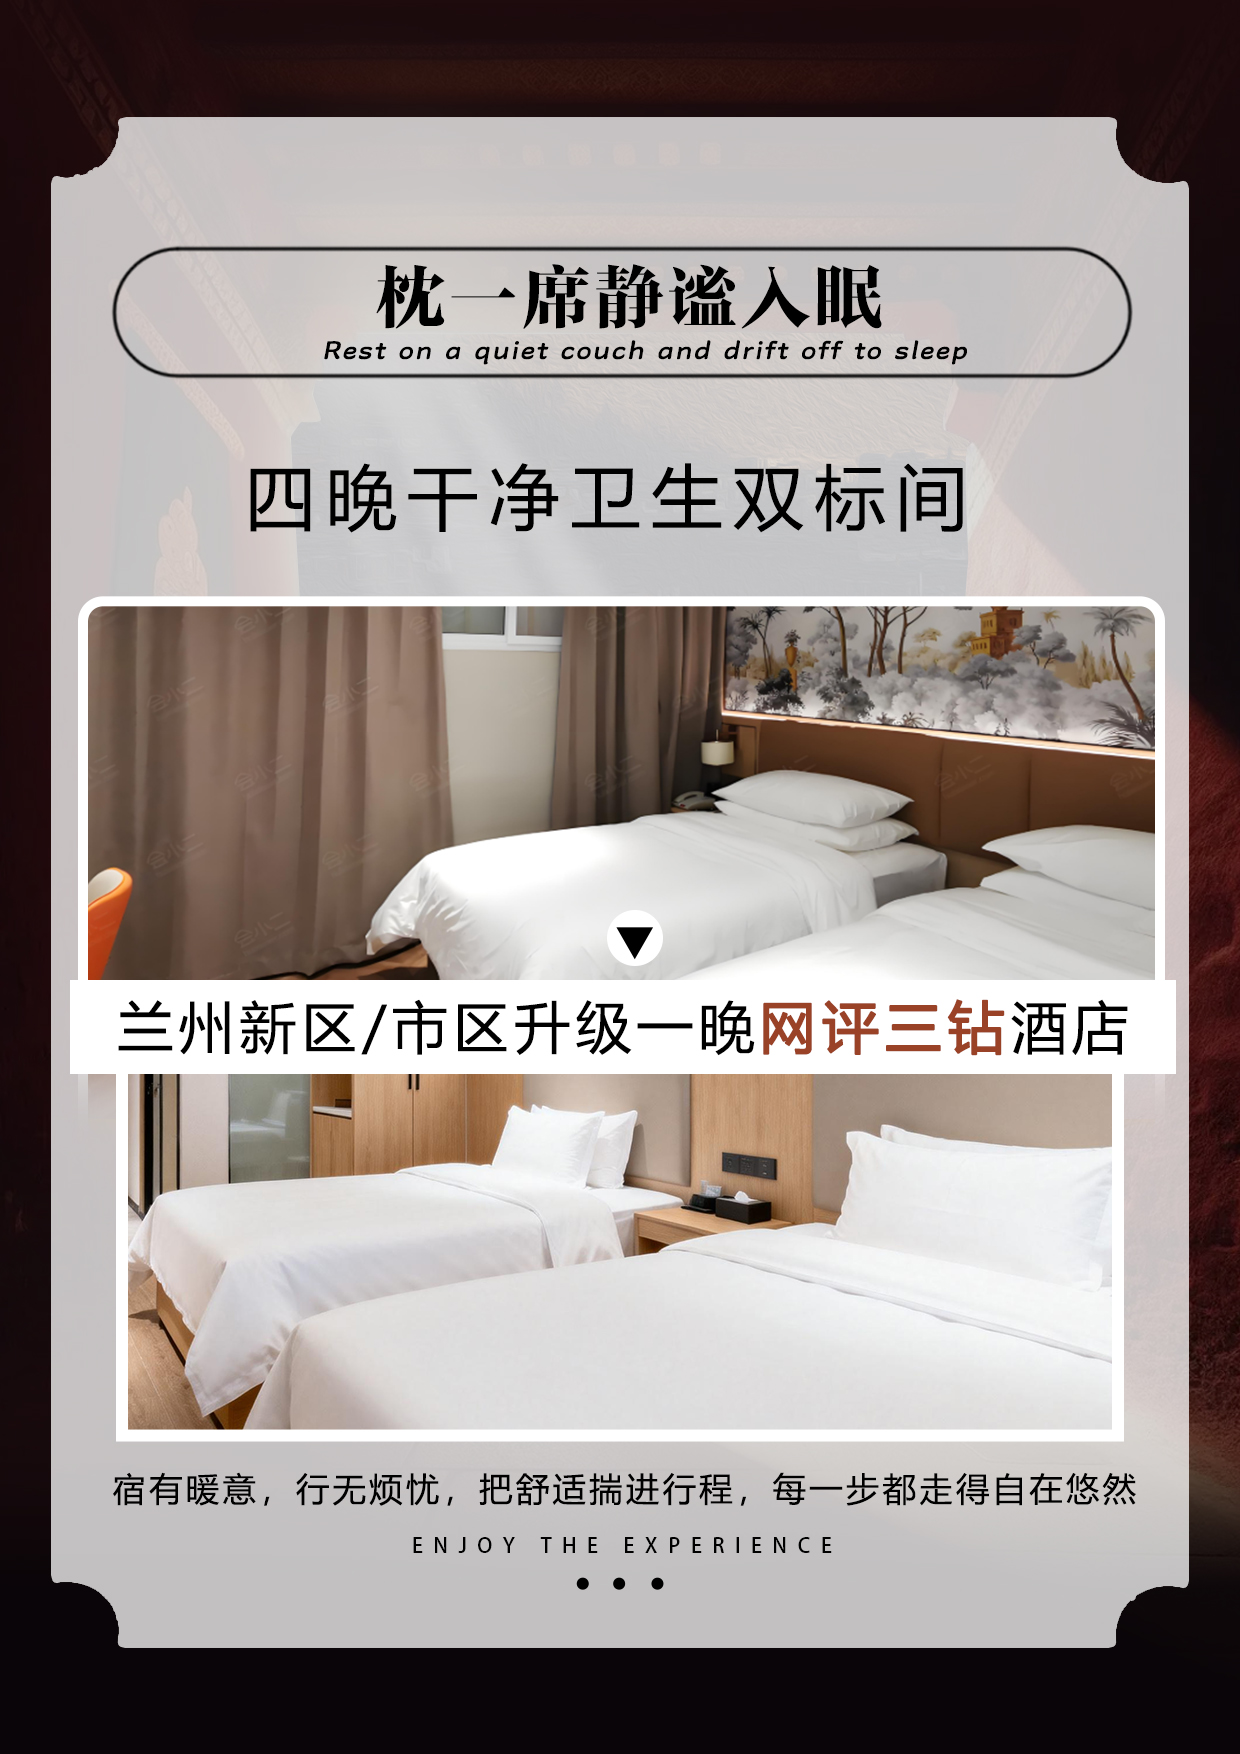 枕一席静谧入眠
Rest on a quiet couch and drift off to sleep
四晚干净卫生双标间
兰州新区/市区升级一晚网评三钻酒店
宿有暖意，行无烦忧，把舒适揣进行程，每一步都走得自在悠然
ENJOY THE EXPERIENCE